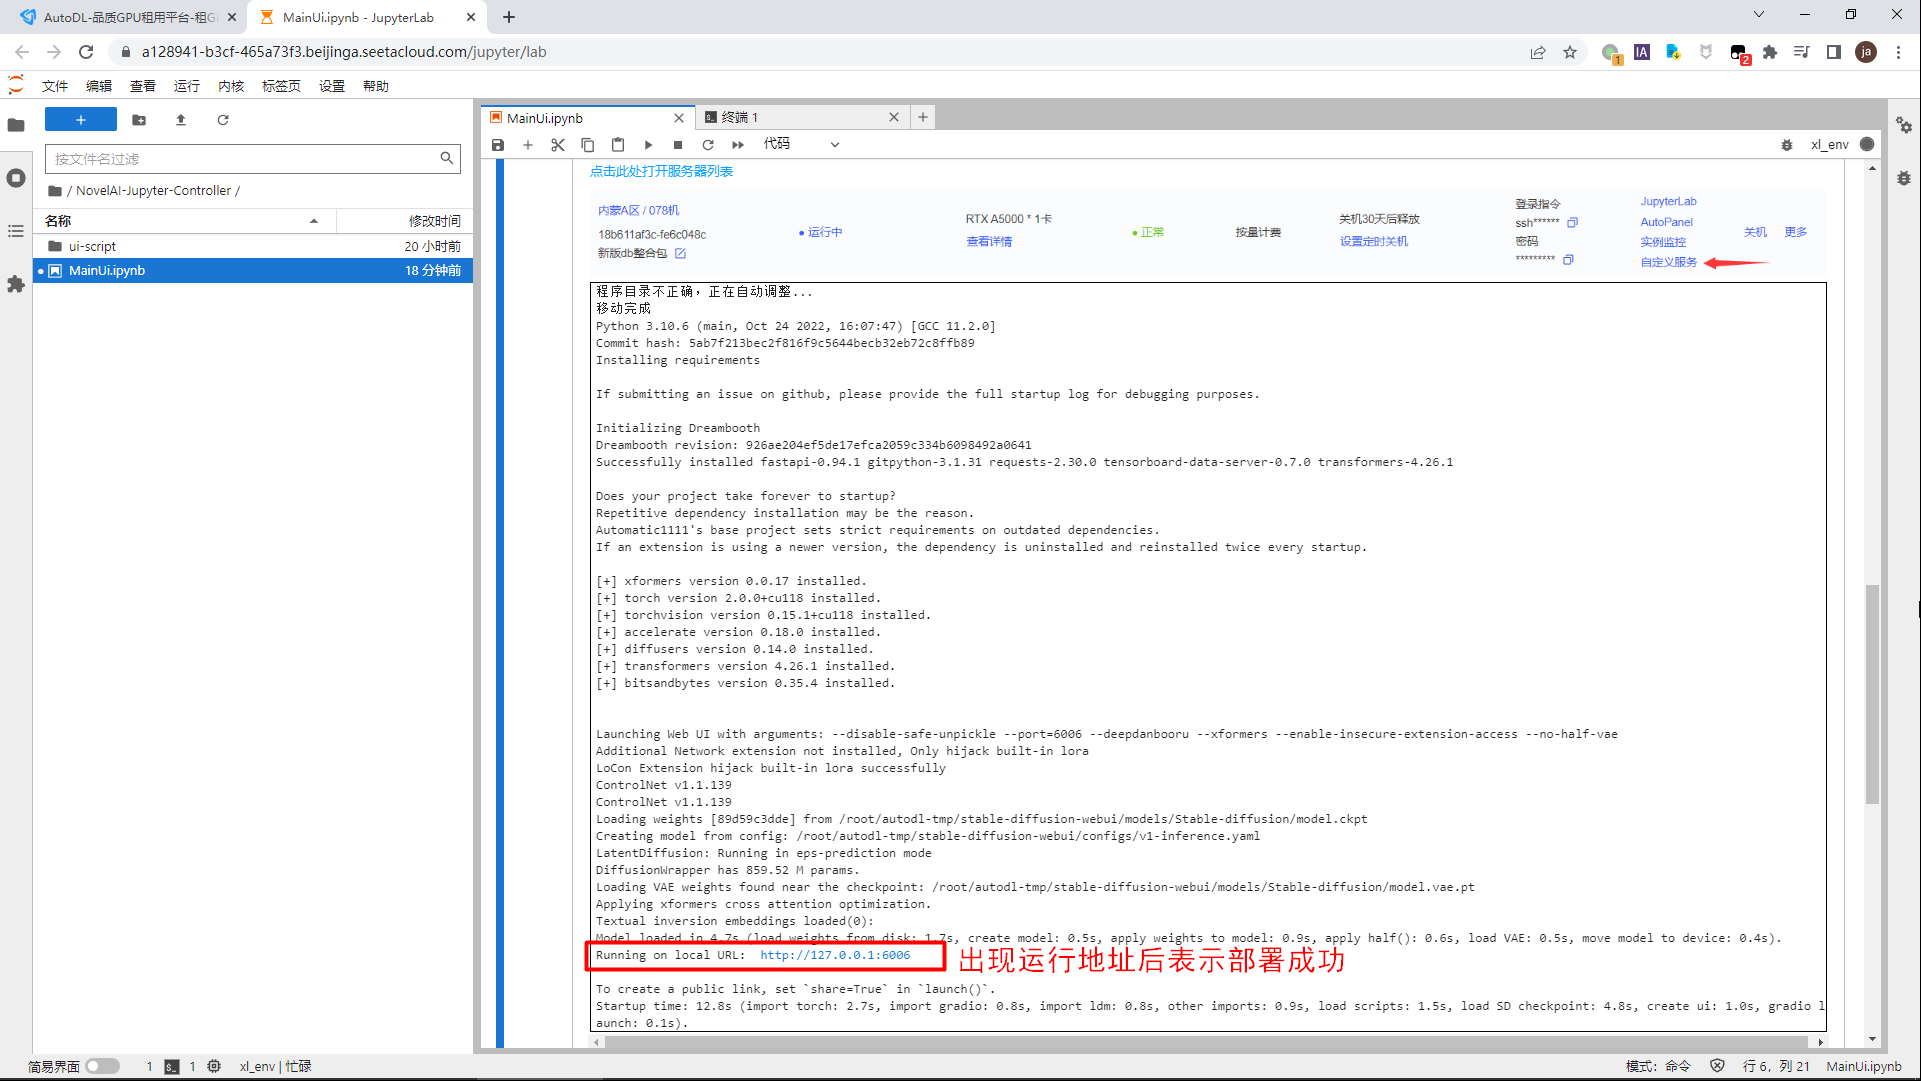 AutoDL-品质GPU租用平台-租G
MainUi.ipynb - JupyterLab
a128941-b3cf-465a73f3.beijinga.seetacloud.com/jupyter/lab
1
IA
2
ja
文件 编辑 查看 运行 内核 标签页 设置 帮助
按文件名过滤
/ NovelAI-Jupyter-Controller /
名称 修改时间
ui-script 20 小时前
MainUi.ipynb 18 分钟前
MainUi.ipynb 终端 1
代码
xl_env
点击此处打开服务器列表
内蒙A区 / 078机
18b611af3c-fe6c048c
新版db整合包
运行中
RTX A5000 * 1卡
查看详情
正常
按量计费
关机30天后释放
设置定时关机
登录指令
ssh******
密码
*********
JupyterLab
AutoPanel
实例监控
自定义服务
关机 更多
程序目录不正确，正在自动调整...
移动完成
Python 3.10.6 (main, Oct 24 2022, 16:07:47) [GCC 11.2.0]
Commit hash: 5ab7f213bec2f816f9c5644becb32eb72c8ffb89
Installing requirements
If submitting an issue on github, please provide the full startup log for debugging purposes.
Initializing Dreambooth
Dreambooth revision: 926ae204ef5de17efca2059c334b6098492a0641
Successfully installed fastapi-0.94.1 gitpython-3.1.31 requests-2.30.0 tensorboard-data-server-0.7.0 transformers-4.26.1
Does your project take forever to startup?
Repetitive dependency installation may be the reason.
Automatic1111's base project sets strict requirements on outdated dependencies.
If an extension is using a newer version, the dependency is uninstalled and reinstalled twice every startup.
[+] xformers version 0.0.17 installed.
[+] torch version 2.0.0+cu118 installed.
[+] torchvision version 0.15.1+cu118 installed.
[+] accelerate version 0.18.0 installed.
[+] diffusers version 0.14.0 installed.
[+] transformers version 4.26.1 installed.
[+] bitsandbytes version 0.35.4 installed.
Launching Web UI with arguments: --disable-safe-unpickle --port=6006 --deepdanbooru --xformers --enable-insecure-extension-access --no-half-vae
Additional Network extension not installed, Only hijack built-in lora
LoCon Extension hijack built-in lora successfully
ControlNet v1.1.139
ControlNet v1.1.139
Loading weights [89d59c3dde] from /root/autodl-tmp/stable-diffusion-webui/models/Stable-diffusion/model.ckpt
Creating model from config: /root/autodl-tmp/stable-diffusion-webui/configs/v1-inference.yaml
LatentDiffusion: Running in eps-prediction mode
DiffusionWrapper has 859.52 M params.
Loading VAE weights found near the checkpoint: /root/autodl-tmp/stable-diffusion-webui/models/Stable-diffusion/model.vae.pt
Applying xformers cross attention optimization.
Textual inversion embeddings loaded(0):
Model loaded in 4.7s (load weights from disk: 1.7s, create model: 0.5s, apply weights to model: 0.9s, apply half(): 0.6s, load VAE: 0.5s, move model to device: 0.4s).
Running on local URL: http://127.0.0.1:6006
出现运行地址后表示部署成功
To create a public link, set `share=True` in `launch()`.
Startup time: 12.8s (import torch: 2.7s, import gradio: 0.8s, import ldm: 0.8s, other imports: 0.9s, load scripts: 1.5s, load SD checkpoint: 4.8s, create ui: 1.0s, gradio l
aunch: 0.1s).
简易界面 1 1 xl_env | 忙碌 模式: 命令 行 6，列 21 MainUi.ipynb